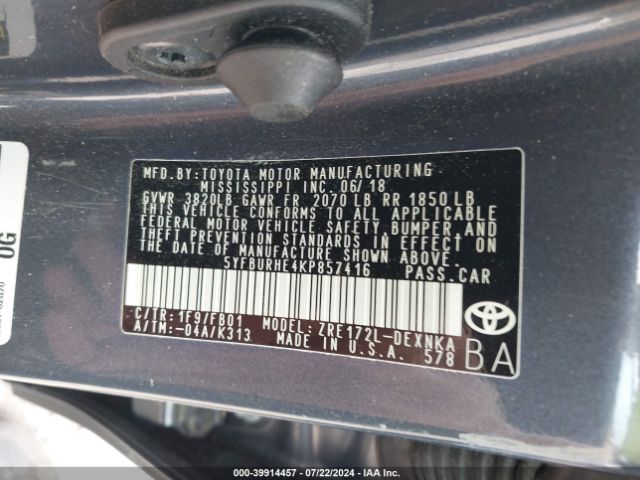 MFD. BY: TOYOTA MOTOR MANUFACTURING
MISSISSIPPI INC. 06/18
GVWR 3820LB GAWR FR 2070 LB RR 1850 LB
THIS VEHICLE CONFORMS TO ALL APPLICABLE
FEDERAL MOTOR VEHICLE SAFETY, BUMPER, AND
THEFT PREVENTION STANDARDS IN EFFECT ON
THE DATE OF MANUFACTURE SHOWN ABOVE.
5YFBURHE4KP857416 PASS. CAR
C/TR: 1F9/FB01 MODEL: ZRE172L-DEXNKA
A/TM: -04A/K313 MADE IN U.S.A. 578
BA
0G
000-39914457 / 07/22/2024 / IAA Inc.